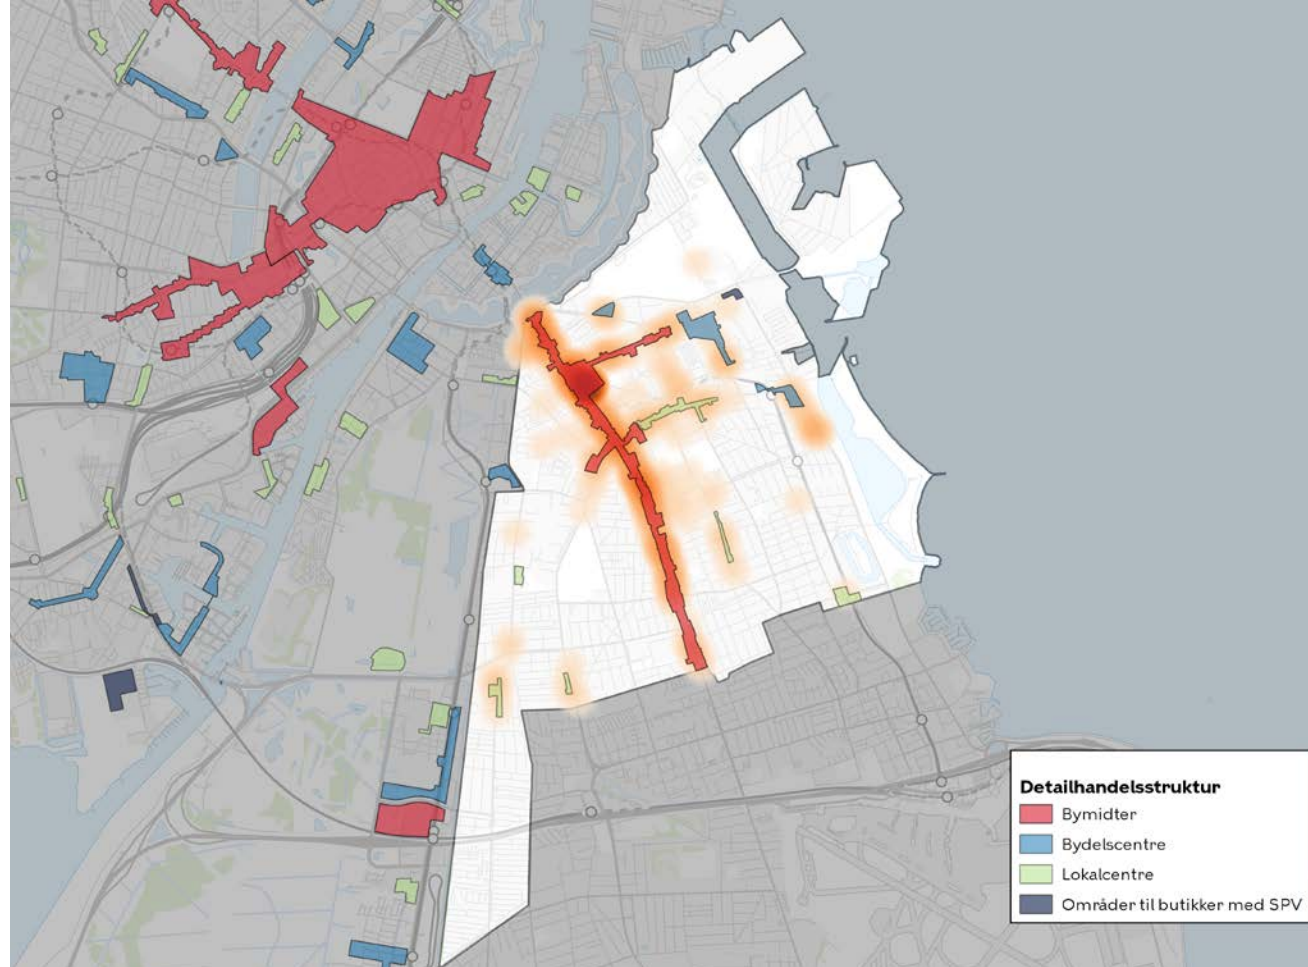 Detailhandelsstruktur
Bymidter
Bydelscentre
Lokalcentre
Områder til butikker med SPV